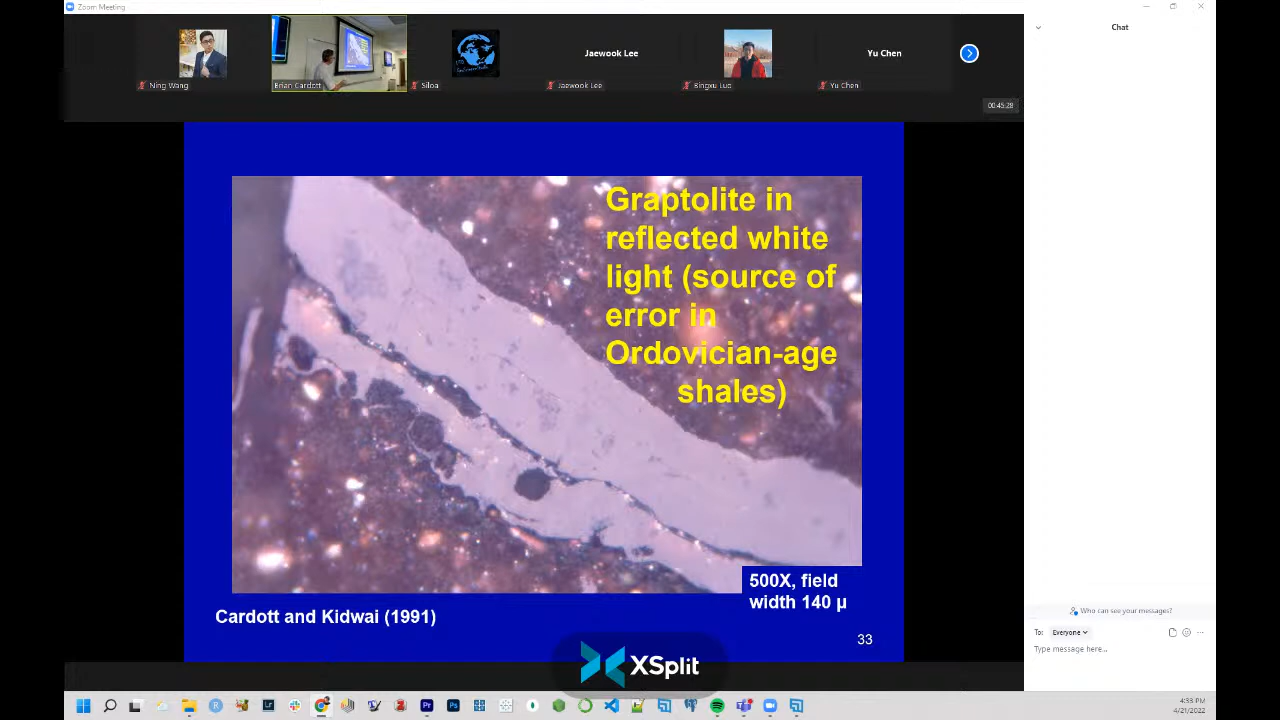 Zoom Meeting
Chat
Jaewook Lee
Yu Chen
Ning Wang
Brian Cardott
Siloa
Jaewook Lee
Bingxu Luo
Yu Chen
00:45:28
Graptolite in
reflected white
light (source of
error in
Ordovician-age
shales)
500X, field
width 140 µ
Cardott and Kidwai (1991)
33
XSplit
Who can see your messages?
To: Everyone
Type message here...
4:33 PM
4/21/2022